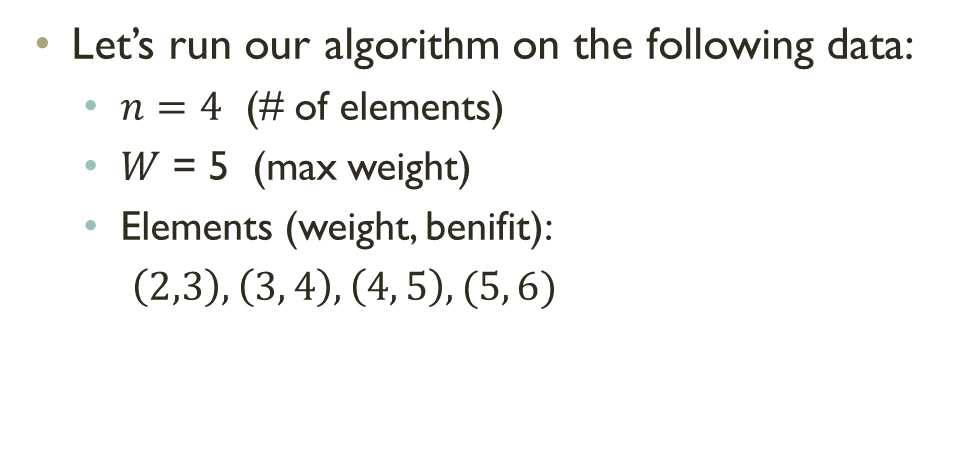 • Let's run our algorithm on the following data:
• n = 4 (# of elements)
• W = 5 (max weight)
• Elements (weight, benifit):
(2,3), (3, 4), (4, 5), (5, 6)